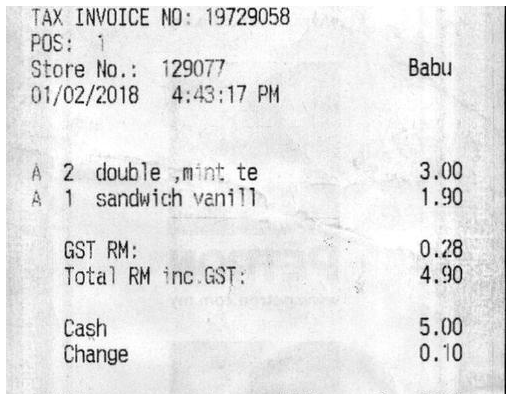 TAX INVOICE NO: 19729058
POS: 1
Store No.: 129077 Babu
01/02/2018 4:43:17 PM
A 2 double ,mint te 3.00
A 1 sandwich vanill 1.90
GST RM: 0.28
Total RM inc.GST: 4.90
Cash 5.00
Change 0.10